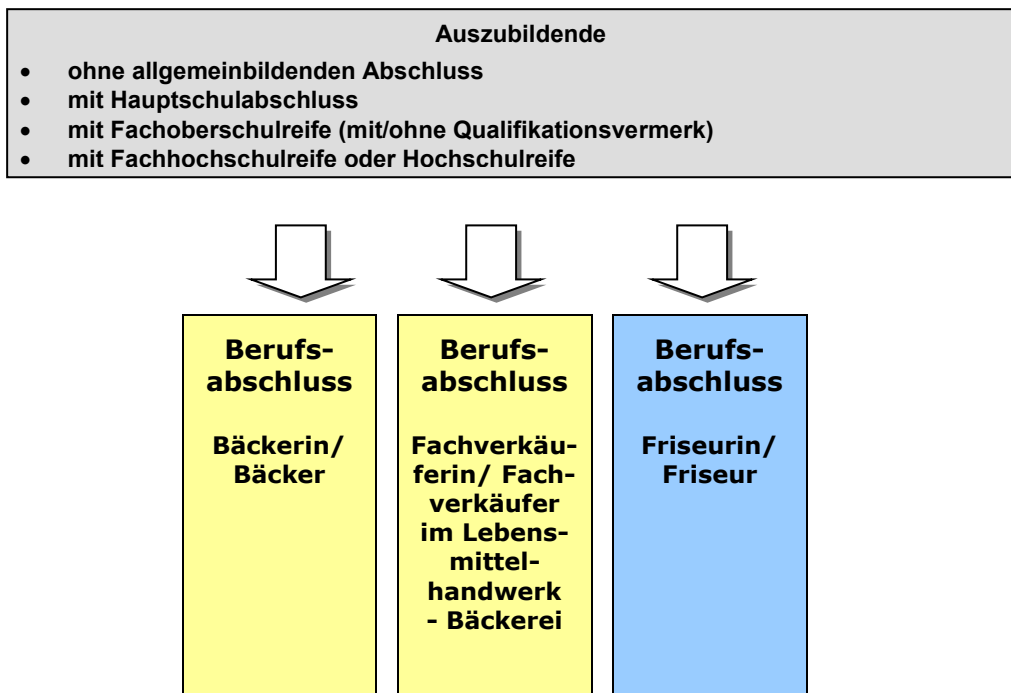 Auszubildende
• ohne allgemeinbildenden Abschluss
• mit Hauptschulabschluss
• mit Fachoberschulreife (mit/ohne Qualifikationsvermerk)
• mit Fachhochschulreife oder Hochschulreife
Berufs-
abschluss
Bäckerin/
Bäcker
Berufs-
abschluss
Fachverkäu-
ferin/ Fach-
verkäufer
im Lebens-
mittel-
handwerk
- Bäckerei
Berufs-
abschluss
Friseurin/
Friseur